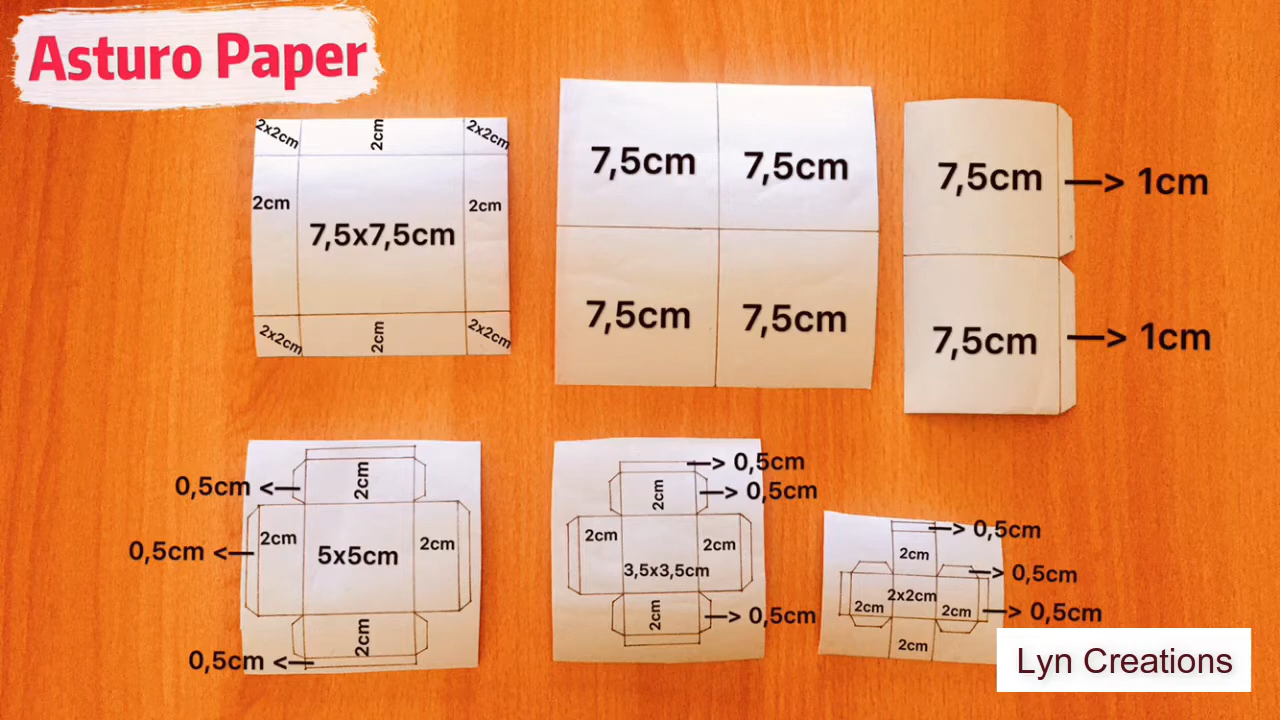 Asturo Paper
2x2cm
2cm
2x2cm
2cm
7,5x7,5cm
2cm
2x2cm
2cm
2x2cm
7,5cm
7,5cm
7,5cm
7,5cm
7,5cm
—> 1cm
7,5cm
—> 1cm
0,5cm <—
2cm
0,5cm <—
2cm
5x5cm
2cm
0,5cm <—
2cm
—> 0,5cm
2cm
—> 0,5cm
2cm
2cm
3,5x3,5cm
2cm
—> 0,5cm
—> 0,5cm
2cm
—> 0,5cm
2x2cm
2cm
2cm
—> 0,5cm
2cm
Lyn Creations